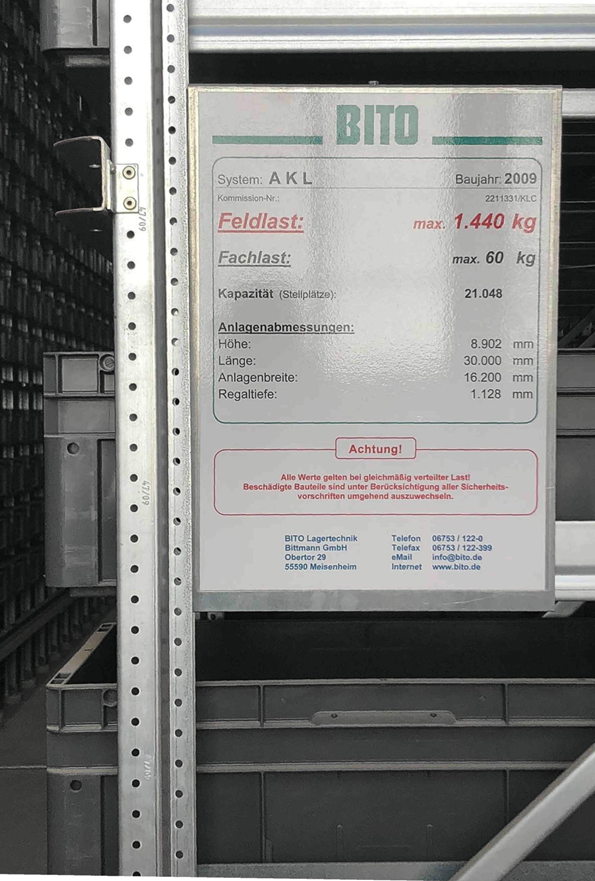 BITO
System: A K L Baujahr: 2009
Kommission-Nr.: 2211331/KLC
Feldlast: max. 1.440 kg
Fachlast: max. 60 kg
Kapazität (Stellplätze): 21.048
Anlagenabmessungen:
Höhe: 8.902 mm
Länge: 30.000 mm
Anlagenbreite: 16.200 mm
Regaltiefe: 1.128 mm
Achtung!
Alle Werte gelten bei gleichmäßig verteilter Last!
Beschädigte Bauteile sind unter Berücksichtigung aller Sicherheits-
vorschriften umgehend auszuwechseln.
BITO Lagertechnik Telefon 06753 / 122-0
Bittmann GmbH Telefax 06753 / 122-399
Obertor 29 eMail info@bito.de
55590 Meisenheim Internet www.bito.de
47/09
47/09